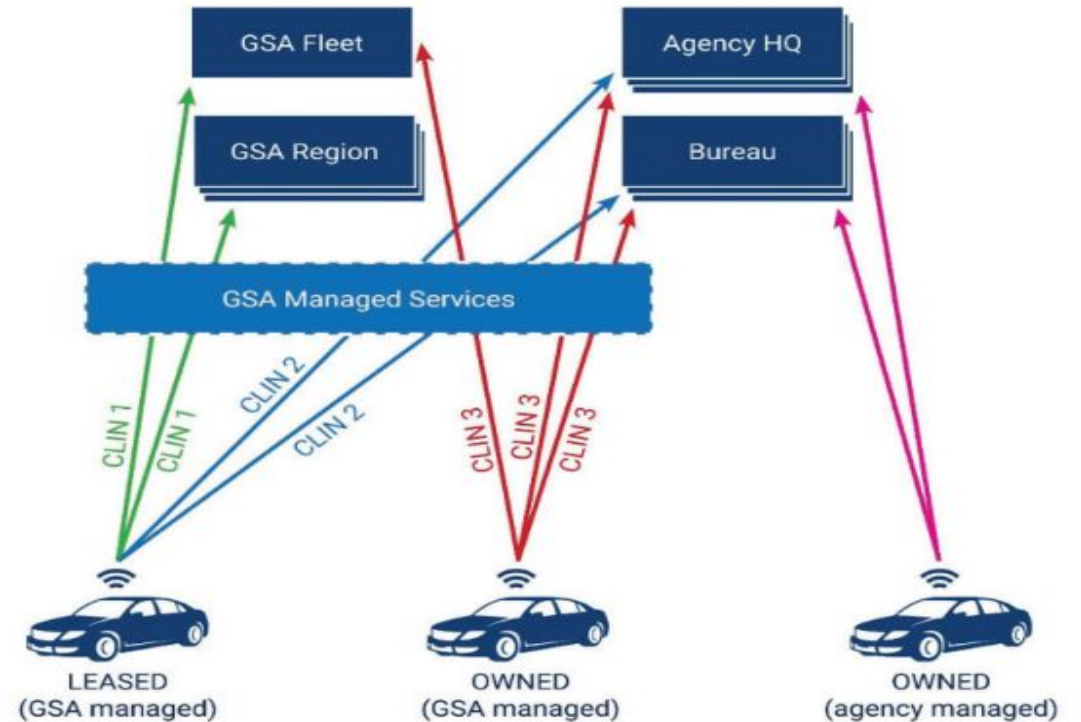 GSA Fleet
Agency HQ
GSA Region
Bureau
GSA Managed Services
CLIN 1
CLIN 1
CLIN 2
CLIN 2
CLIN 3
CLIN 3
CLIN 3
LEASED
(GSA managed)
OWNED
(GSA managed)
OWNED
(agency managed)